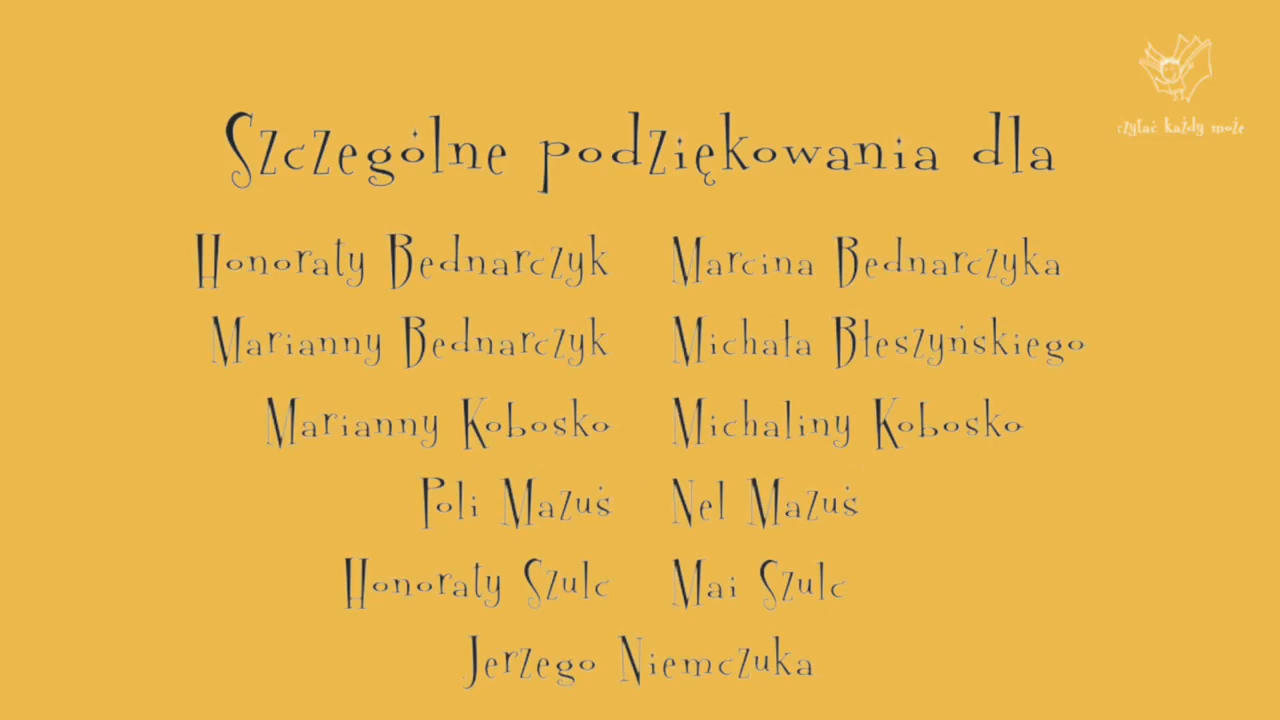 czytać każdy może
Szczególne podziękowania dla
Honoraty Bednarczyk Marcina Bednarczyka
Marianny Bednarczyk Michała Błeszyńskiego
Marianny Kobosko Michaliny Kobosko
Poli Mazuś Nel Mazuś
Honoraty Szulc Mai Szulc
Jerzego Niemczuka